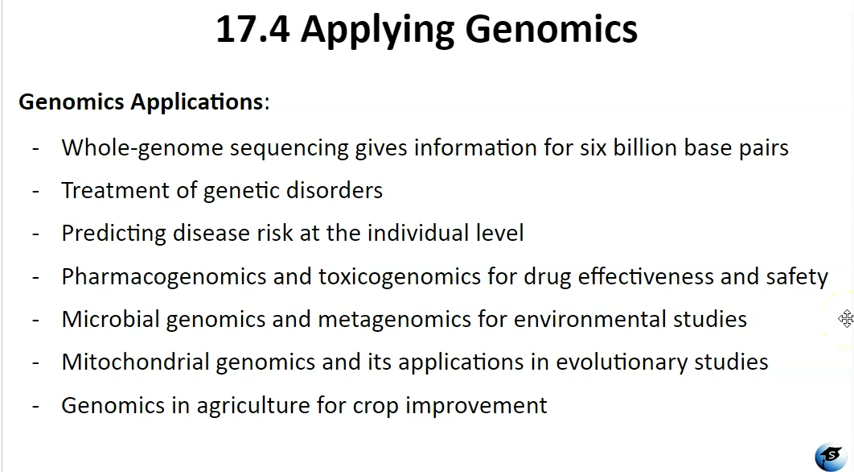 17.4 Applying Genomics
Genomics Applications:
- Whole-genome sequencing gives information for six billion base pairs
- Treatment of genetic disorders
- Predicting disease risk at the individual level
- Pharmacogenomics and toxicogenomics for drug effectiveness and safety
- Microbial genomics and metagenomics for environmental studies
- Mitochondrial genomics and its applications in evolutionary studies
- Genomics in agriculture for crop improvement
S